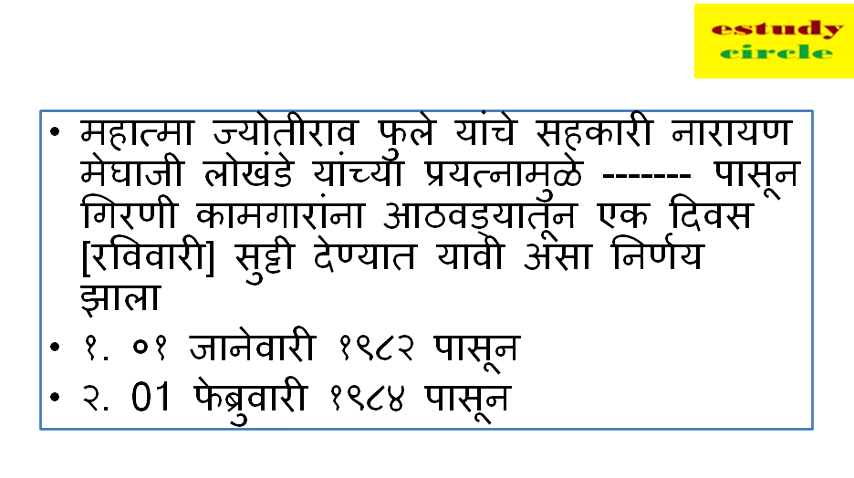 estudy
circle
• महात्मा ज्योतीराव फुले यांचे सहकारी नारायण
मेघाजी लोखंडे यांच्या प्रयत्नामुळे ------- पासून
गिरणी कामगारांना आठवड्यातून एक दिवस
[रविवारी] सुट्टी देण्यात यावी असा निर्णय
झाला
• १. ०१ जानेवारी १९८२ पासून
• २. 01 फेब्रुवारी १९८४ पासून